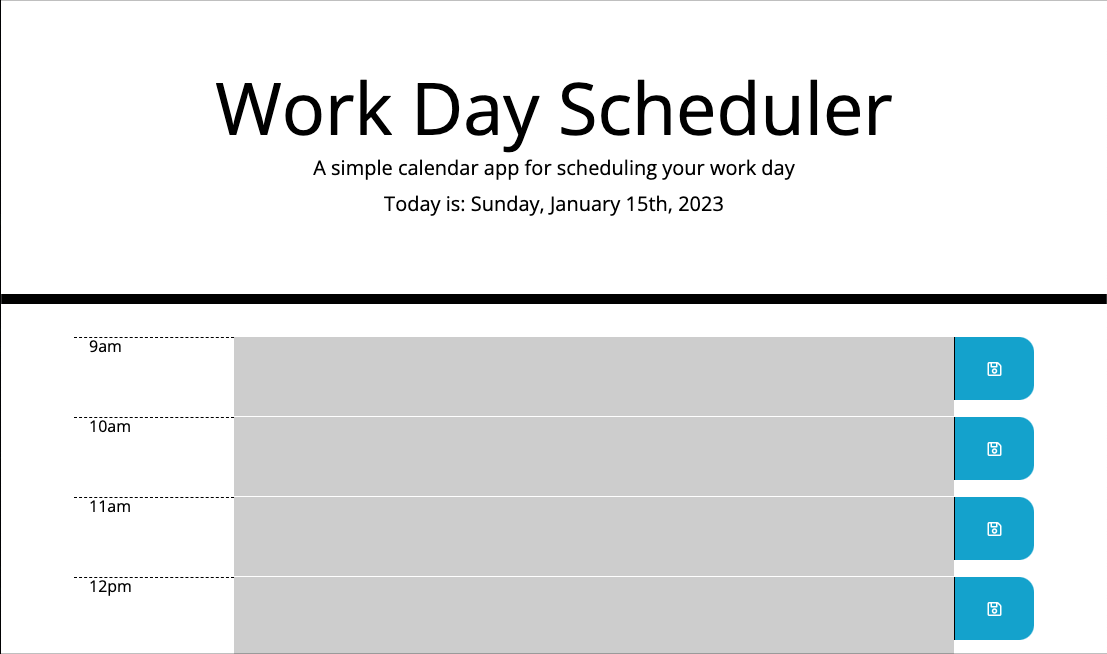 Work Day Scheduler
A simple calendar app for scheduling your work day
Today is: Sunday, January 15th, 2023
9am
10am
11am
12pm